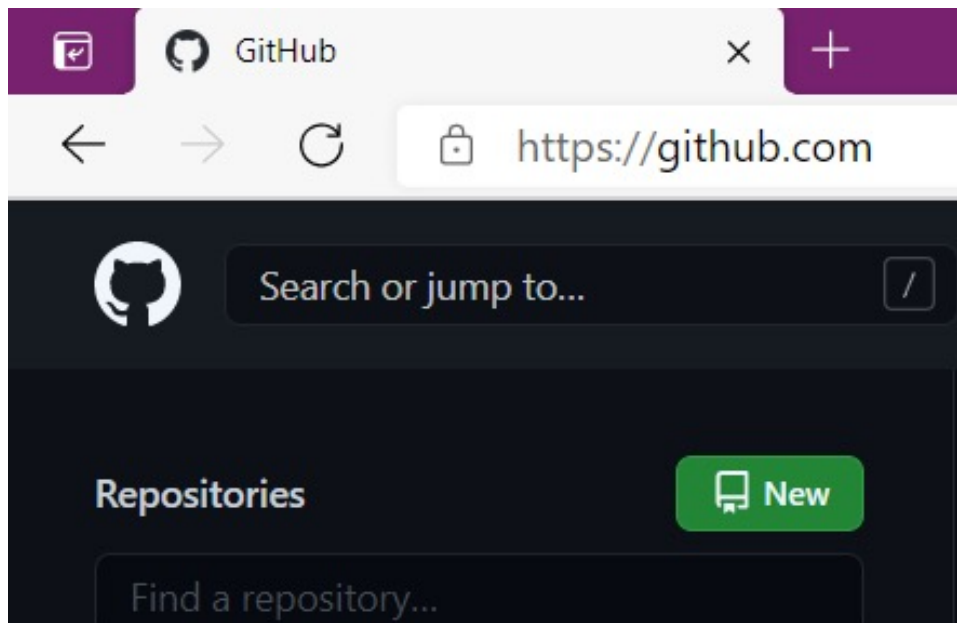 GitHub
https://github.com
Search or jump to... /
Repositories New
Find a repository...